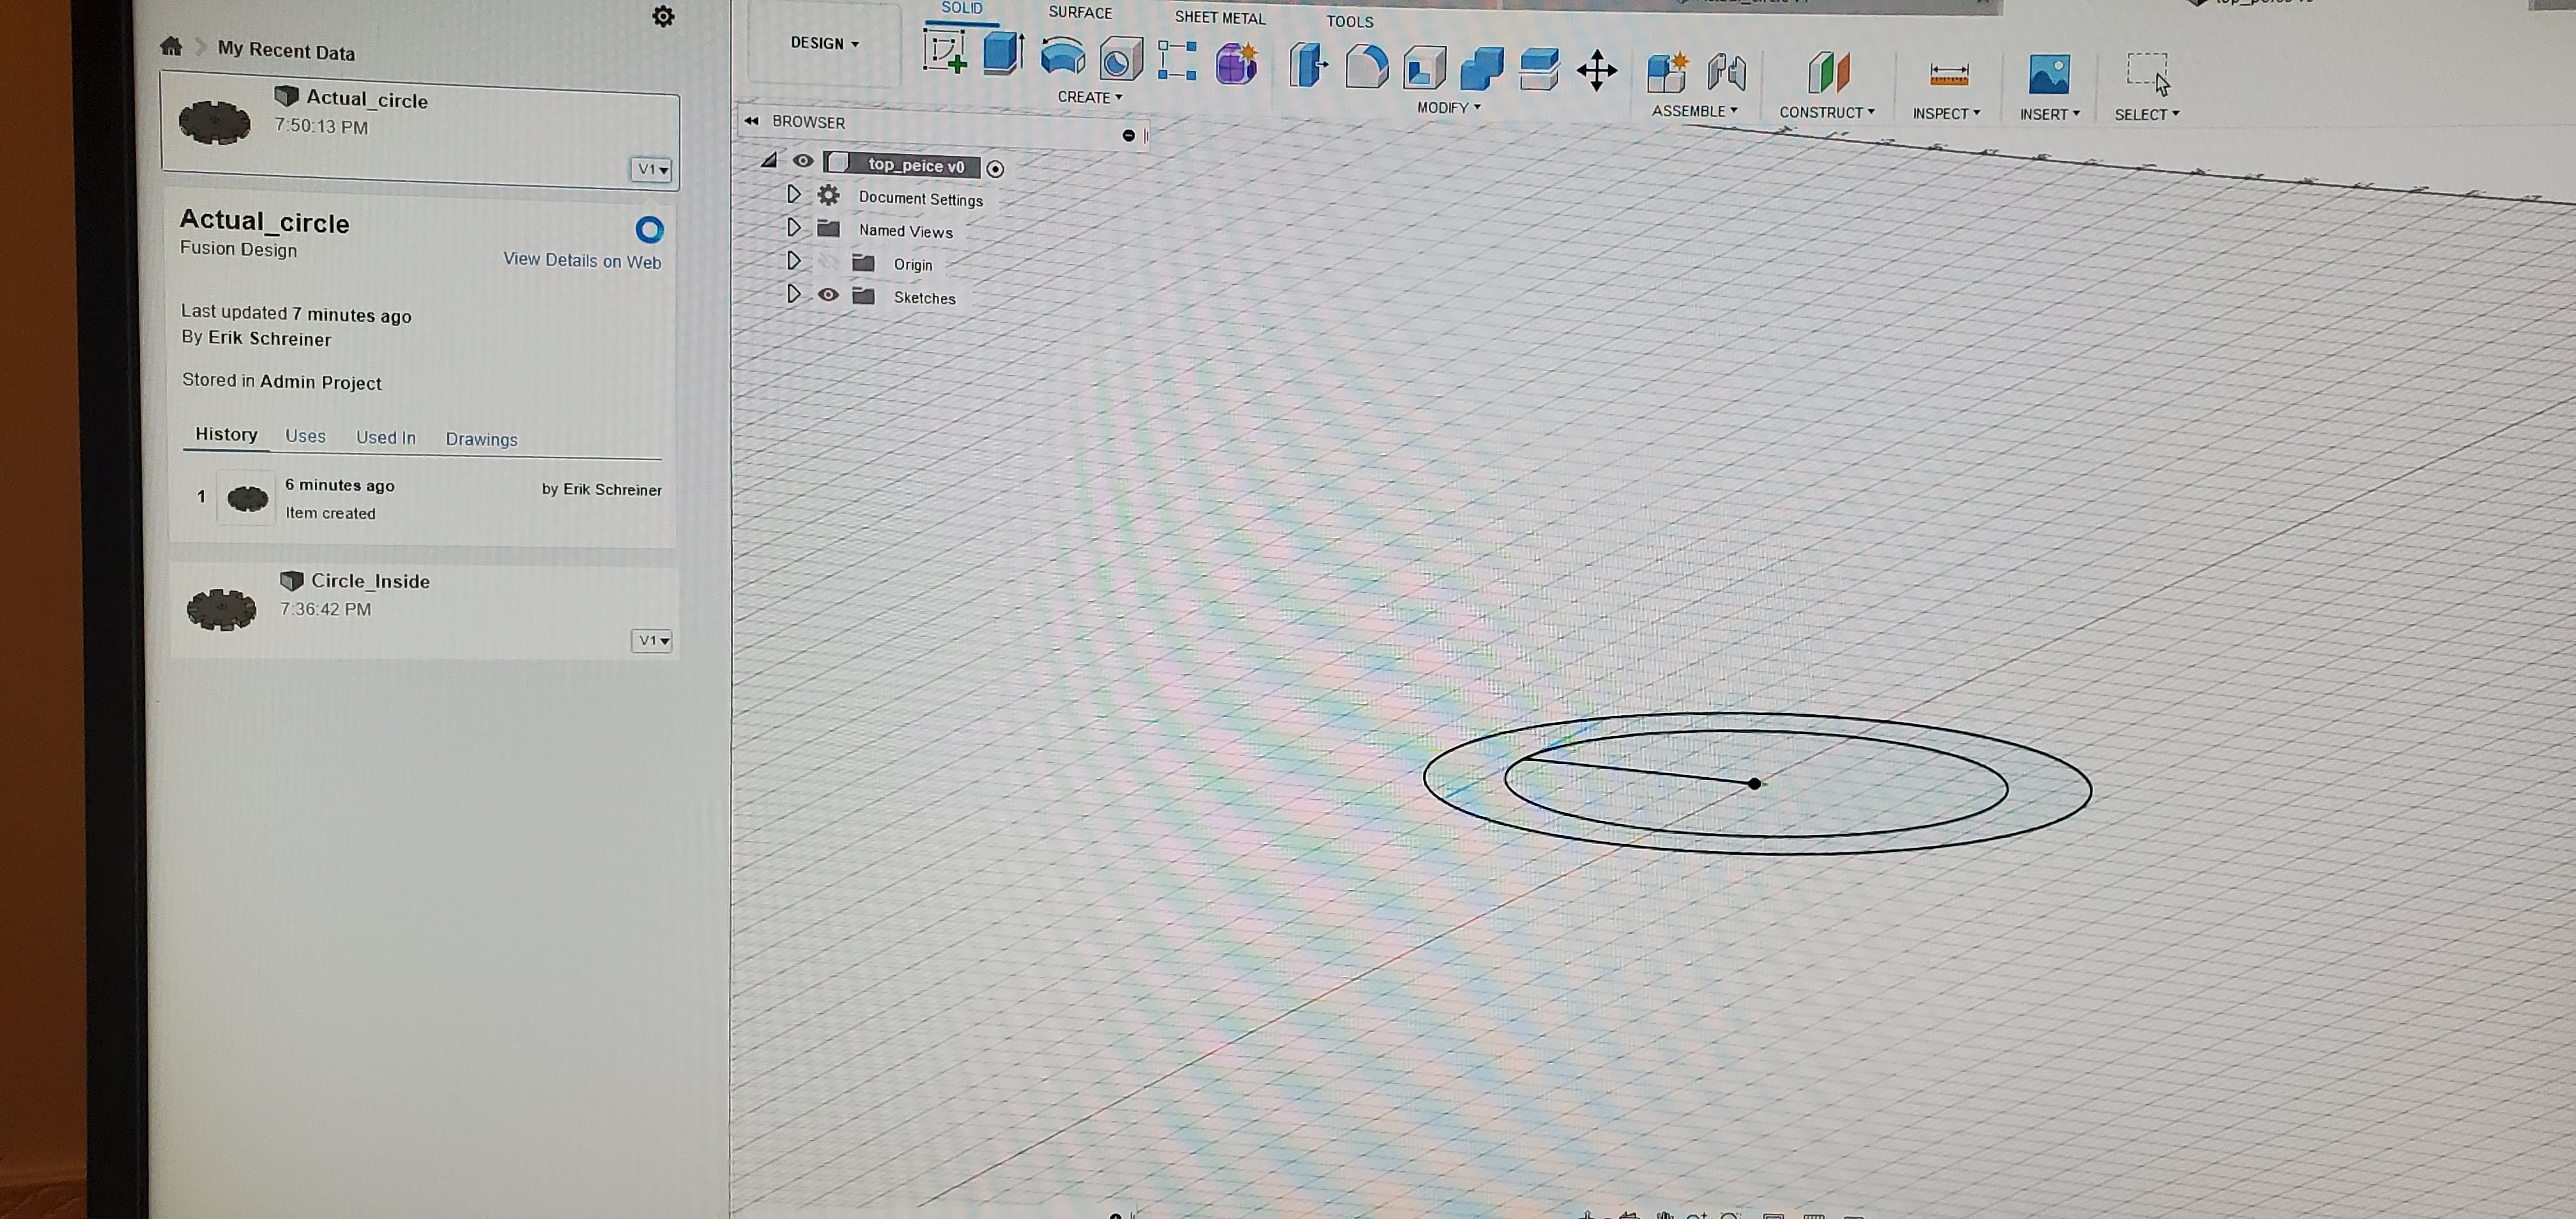 My Recent Data
Actual_circle
7:50:13 PM
V1
Actual_circle
Fusion Design
View Details on Web
Last updated 7 minutes ago
By Erik Schreiner
Stored in Admin Project
History Uses Used In Drawings
1
6 minutes ago
by Erik Schreiner
Item created
Circle_Inside
7:36:42 PM
V1
DESIGN
SOLID SURFACE SHEET METAL TOOLS
CREATE MODIFY ASSEMBLE CONSTRUCT INSPECT INSERT SELECT
BROWSER
top_peice v0
Document Settings
Named Views
Origin
Sketches